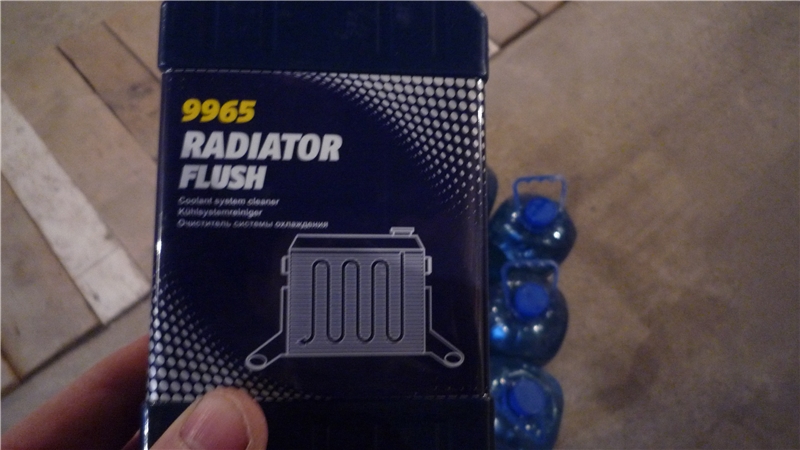 9965
RADIATOR
FLUSH
Coolant system cleaner
Kühlsystemreiniger
Очиститель системы охлаждения